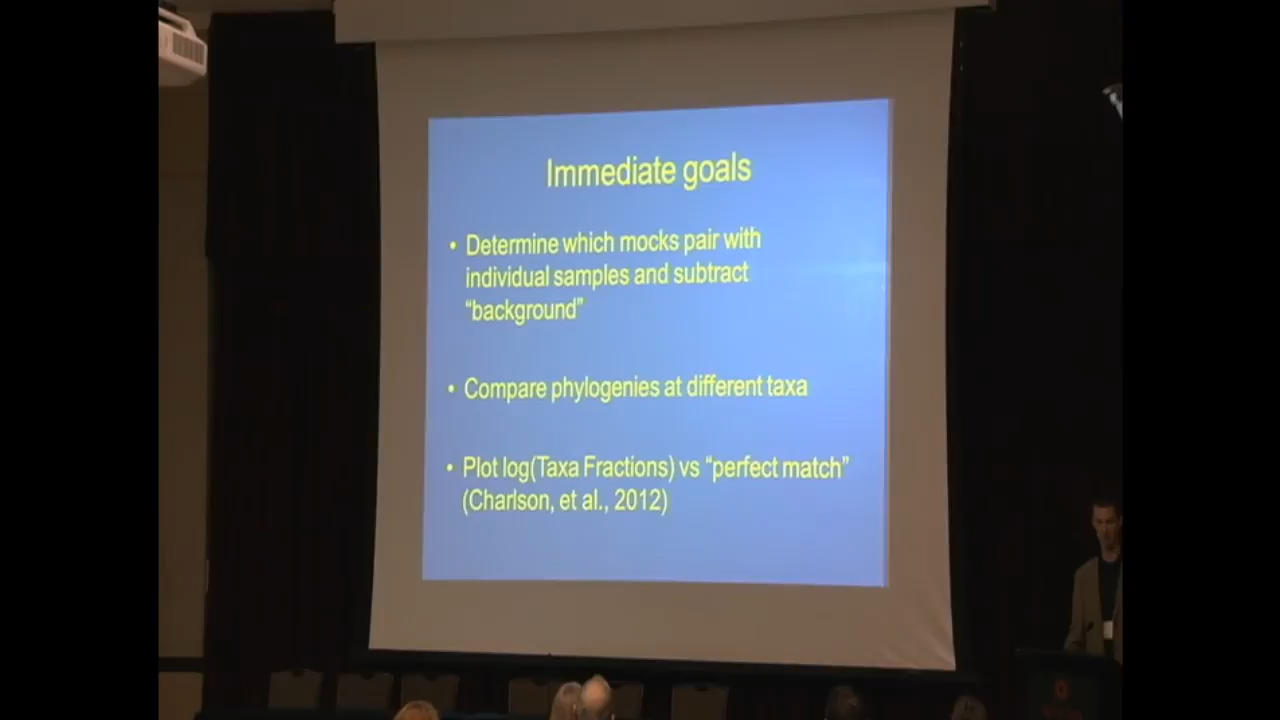 Immediate goals
• Determine which mocks pair with
individual samples and subtract
“background”
• Compare phylogenies at different taxa
• Plot log(Taxa Fractions) vs “perfect match”
(Charlson, et al., 2012)